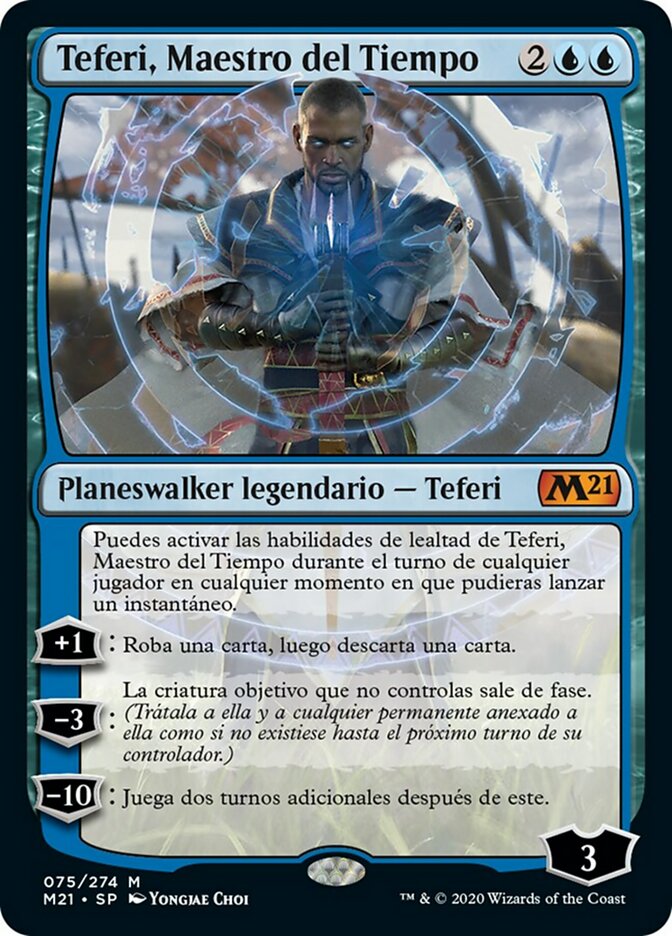 Teferi, Maestro del Tiempo 2
Planeswalker legendario — Teferi M21
Puedes activar las habilidades de lealtad de Teferi,
Maestro del Tiempo durante el turno de cualquier
jugador en cualquier momento en que pudieras lanzar
un instantáneo.
+1 : Roba una carta, luego descarta una carta.
La criatura objetivo que no controlas sale de fase.
−3 : (Trátala a ella y a cualquier permanente anexado a
ella como si no existiese hasta el próximo turno de su
controlador.)
−10 : Juega dos turnos adicionales después de este.
3
075/274 M
M21 • SP Yongjae Choi
™ & © 2020 Wizards of the Coast